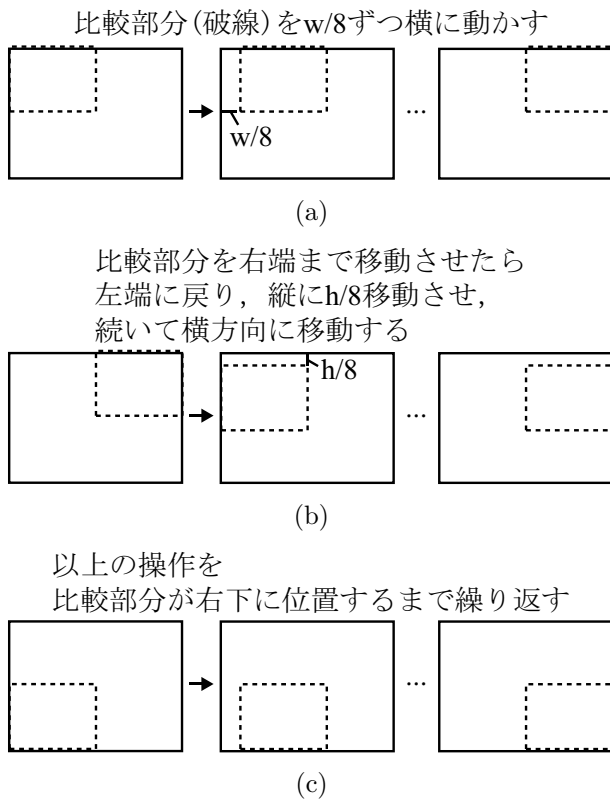 比較部分(破線)をw/8ずつ横に動かす
...
w/8
(a)
比較部分を右端まで移動させたら
左端に戻り，縦にh/8移動させ，
続いて横方向に移動する
h/8
...
(b)
以上の操作を
比較部分が右下に位置するまで繰り返す
...
(c)